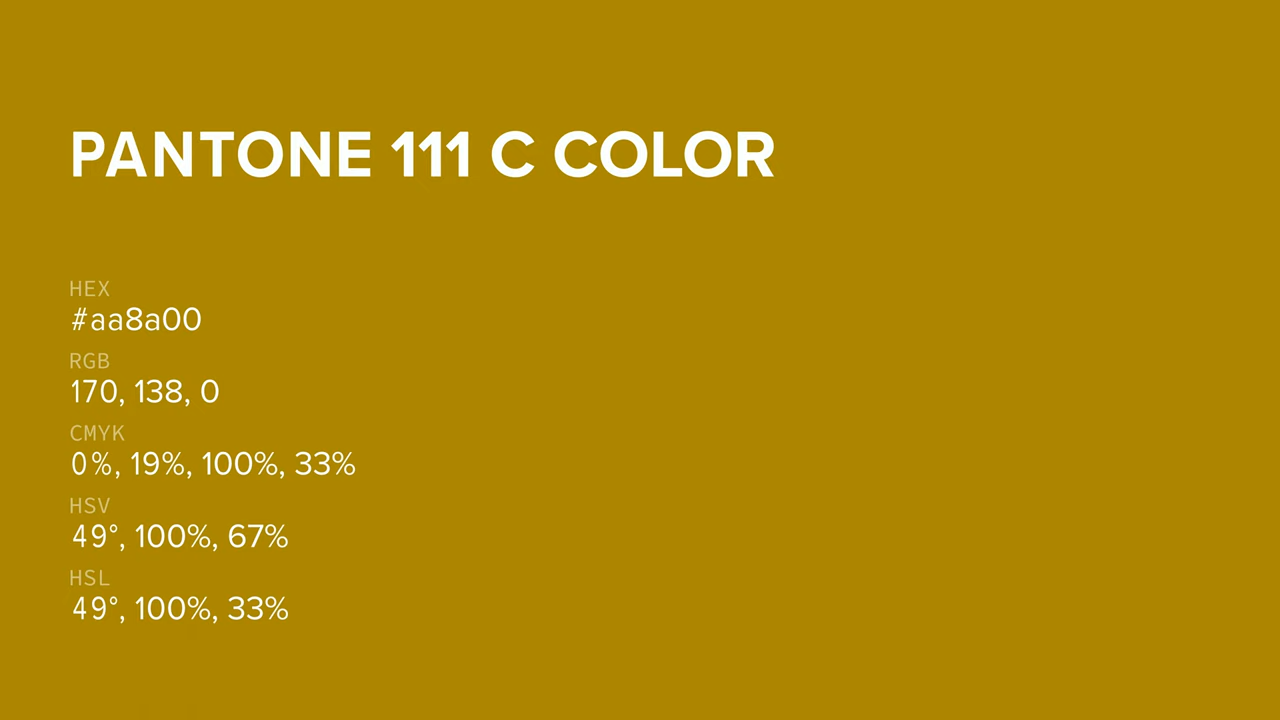 PANTONE 111 C COLOR
HEX
#aa8a00
RGB
170, 138, 0
CMYK
0%, 19%, 100%, 33%
HSV
49°, 100%, 67%
HSL
49°, 100%, 33%